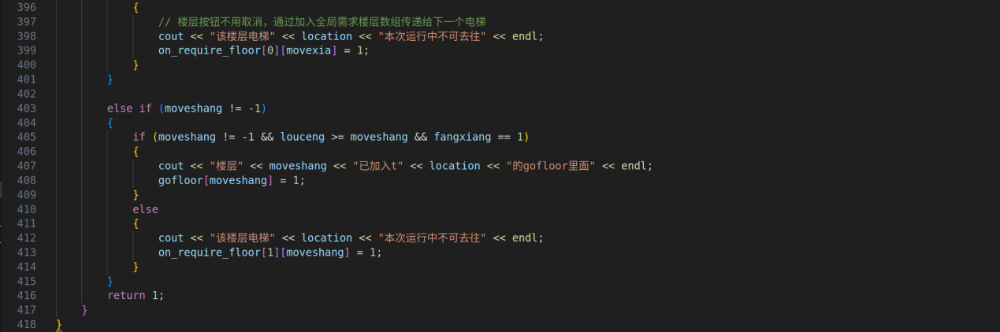 396 {
397 // 楼层按钮不用取消，通过加入全局需求楼层数组传递给下一个电梯
398 cout << "该楼层电梯" << location << "本次运行中不可去往" << endl;
399 on_require_floor[0][movexia] = 1;
400 }
401 }
402
403 else if (moveshang != -1)
404 {
405 if (moveshang != -1 && louceng >= moveshang && fangxiang == 1)
406 {
407 cout << "楼层" << moveshang << "已加入t" << location << "的gofloor里面" << endl;
408 gofloor[moveshang] = 1;
409 }
410 else
411 {
412 cout << "该楼层电梯" << location << "本次运行中不可去往" << endl;
413 on_require_floor[1][moveshang] = 1;
414 }
415 }
416 return 1;
417 }
418 }